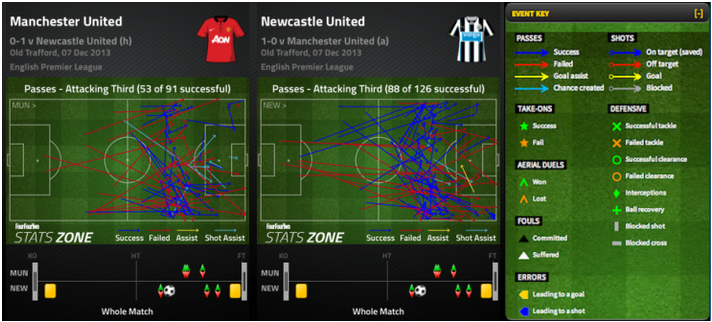 Manchester United
0-1 v Newcastle United (h)
Old Trafford, 07 Dec 2013
English Premier League
AON
Passes - Attacking Third (53 of 91 successful)
MUN >
FourFourTwo
STATS ZONE
Success Failed Assist Shot Assist
KO HT FT
MUN
NEW
Whole Match
Newcastle United
1-0 v Manchester United (a)
Old Trafford, 07 Dec 2013
English Premier League
Passes - Attacking Third (88 of 126 successful)
NEW >
FourFourTwo
STATS ZONE
Success Failed Assist Shot Assist
KO HT FT
MUN
NEW
Whole Match
EVENT KEY [-]
PASSES
Success
Failed
Goal assist
Chance created
SHOTS
On target (saved)
Off target
Goal
Blocked
TAKE-ONS
Success
Fail
AERIAL DUELS
Won
Lost
FOULS
Committed
Suffered
ERRORS
Leading to a goal
Leading to a shot
DEFENSIVE
Successful tackle
Failed tackle
Successful clearance
Failed clearance
Interceptions
Ball recovery
Blocked shot
Blocked cross